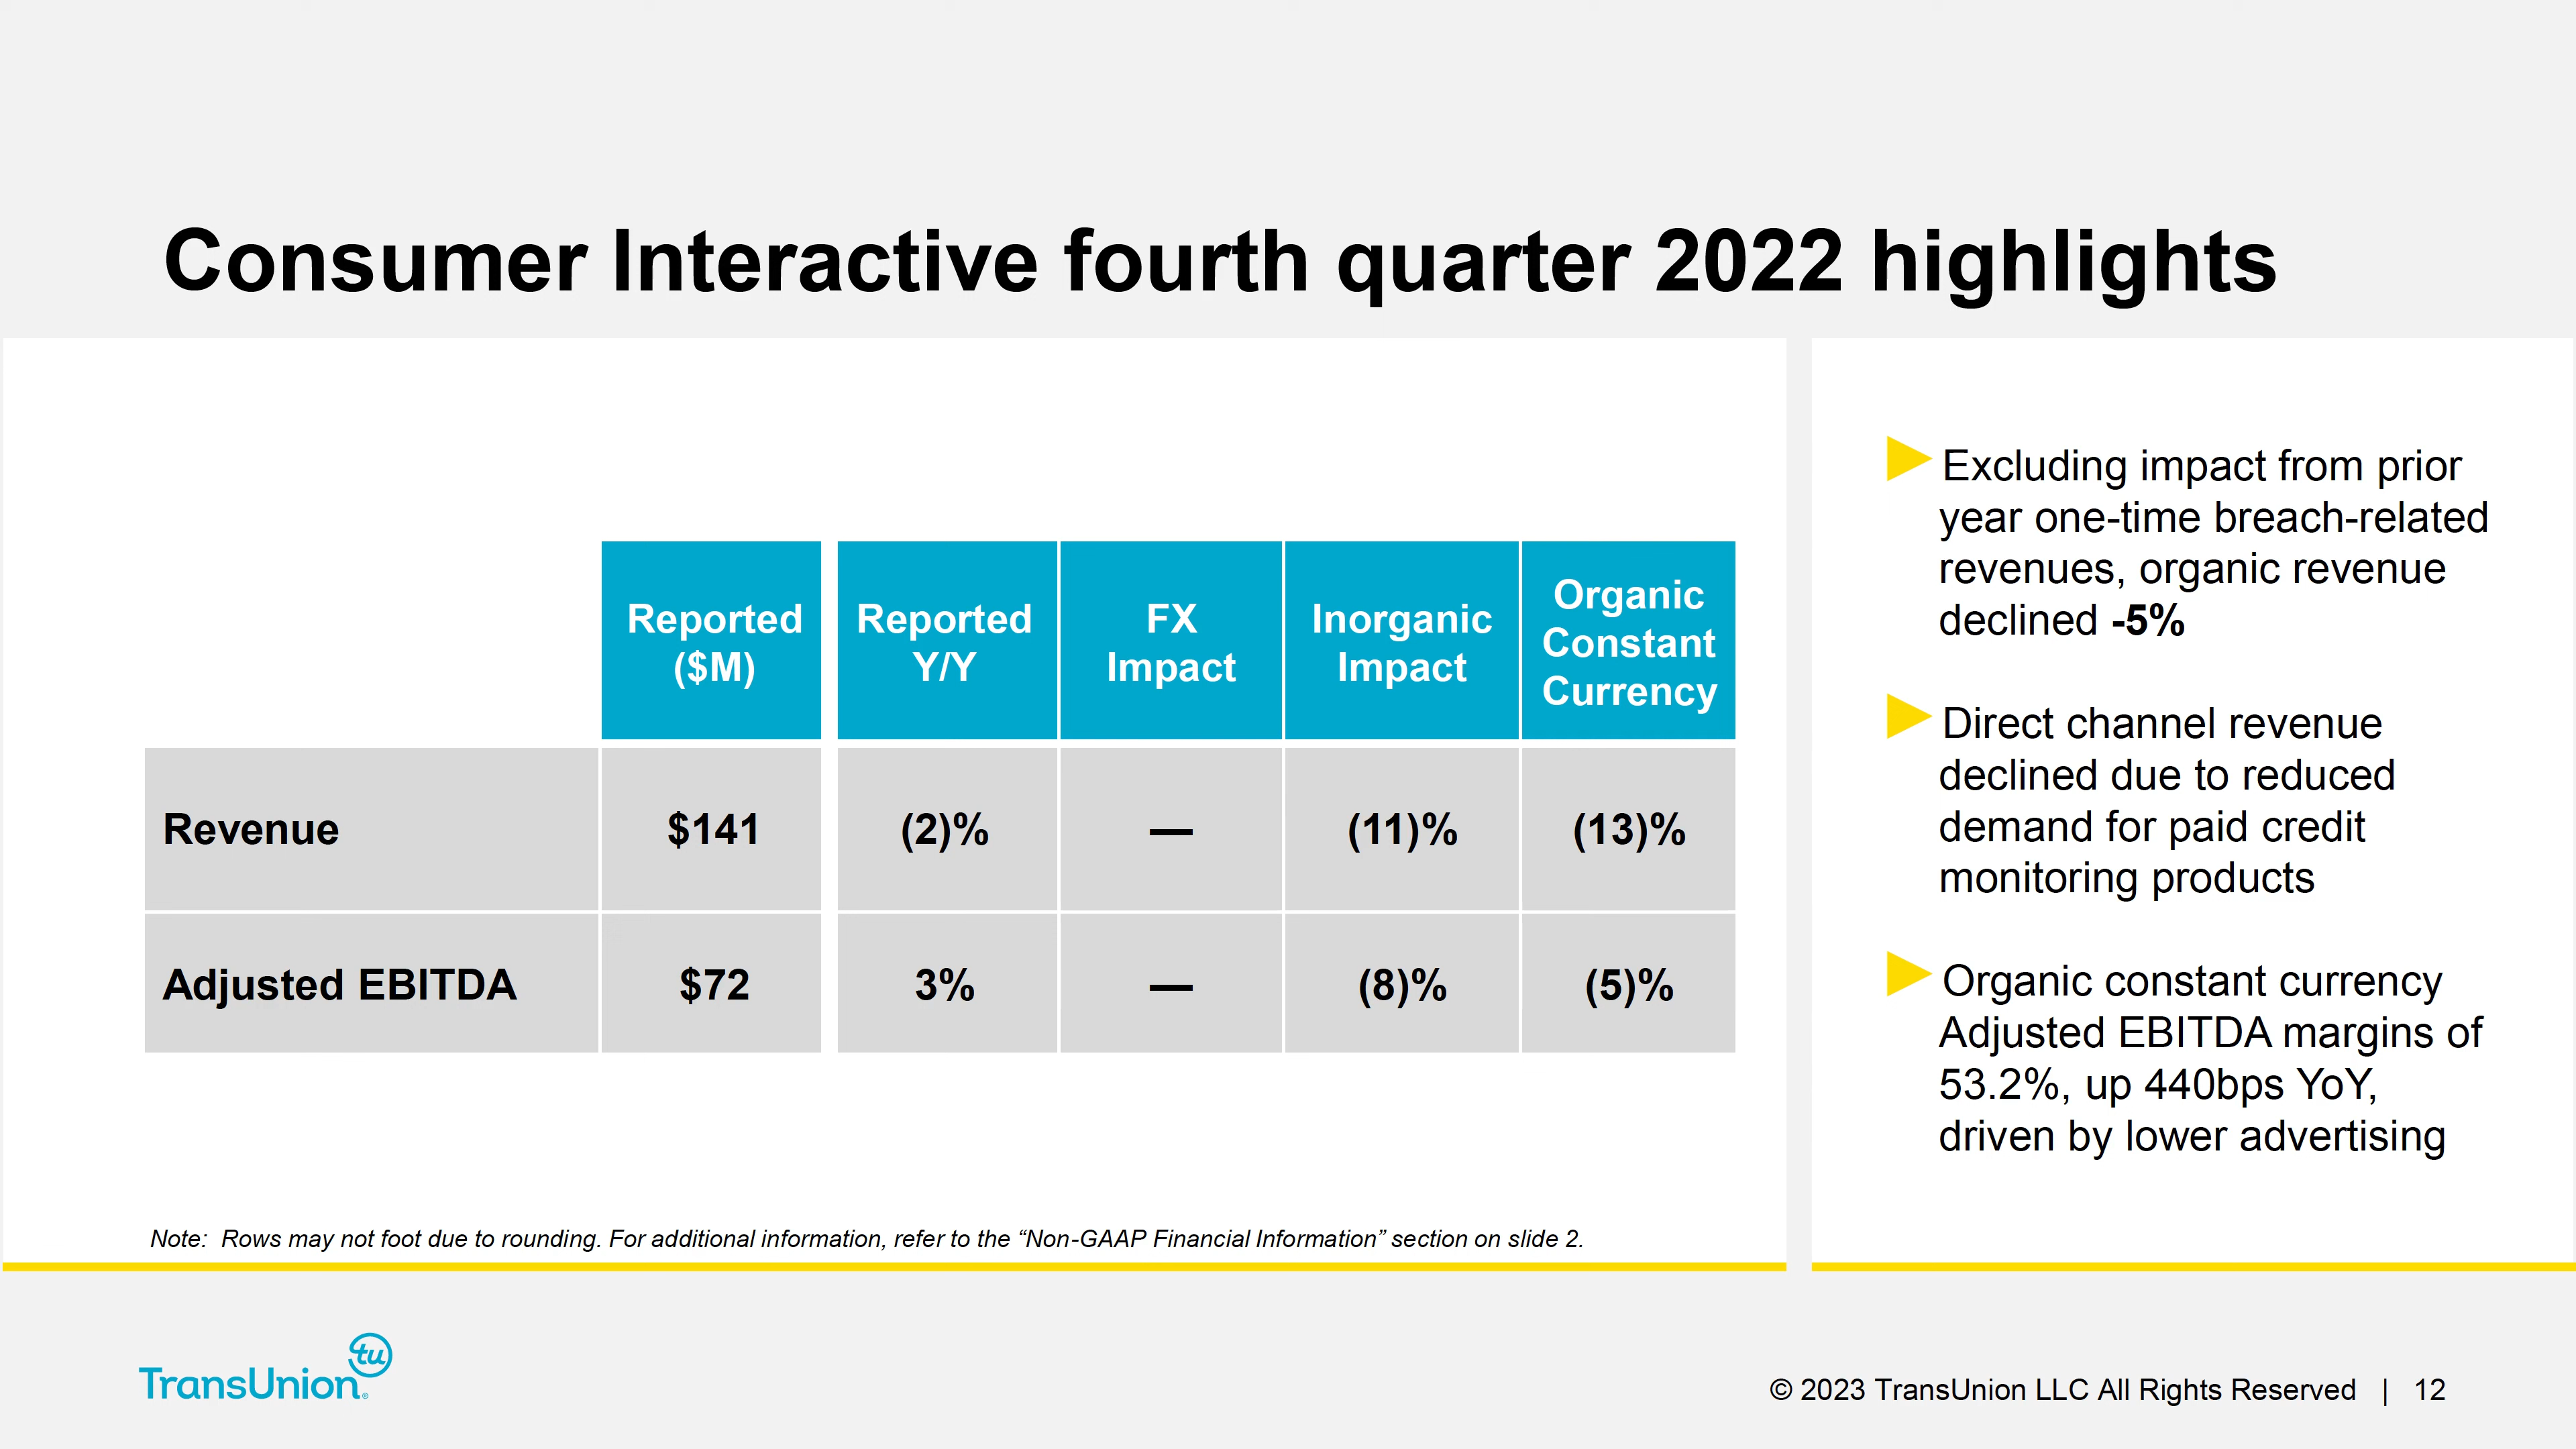 Consumer Interactive fourth quarter 2022 highlights
Reported
($M)
Reported
Y/Y
FX
Impact
Inorganic
Impact
Organic
Constant
Currency
Revenue $141 (2)% — (11)% (13)%
Adjusted EBITDA $72 3% — (8)% (5)%
Note:  Rows may not foot due to rounding. For additional information, refer to the “Non-GAAP Financial Information” section on slide 2.
Excluding impact from prior
year one-time breach-related
revenues, organic revenue
declined -5%
Direct channel revenue
declined due to reduced
demand for paid credit
monitoring products
Organic constant currency
Adjusted EBITDA margins of
53.2%, up 440bps YoY,
driven by lower advertising
tu
TransUnion®
© 2023 TransUnion LLC All Rights Reserved | 12